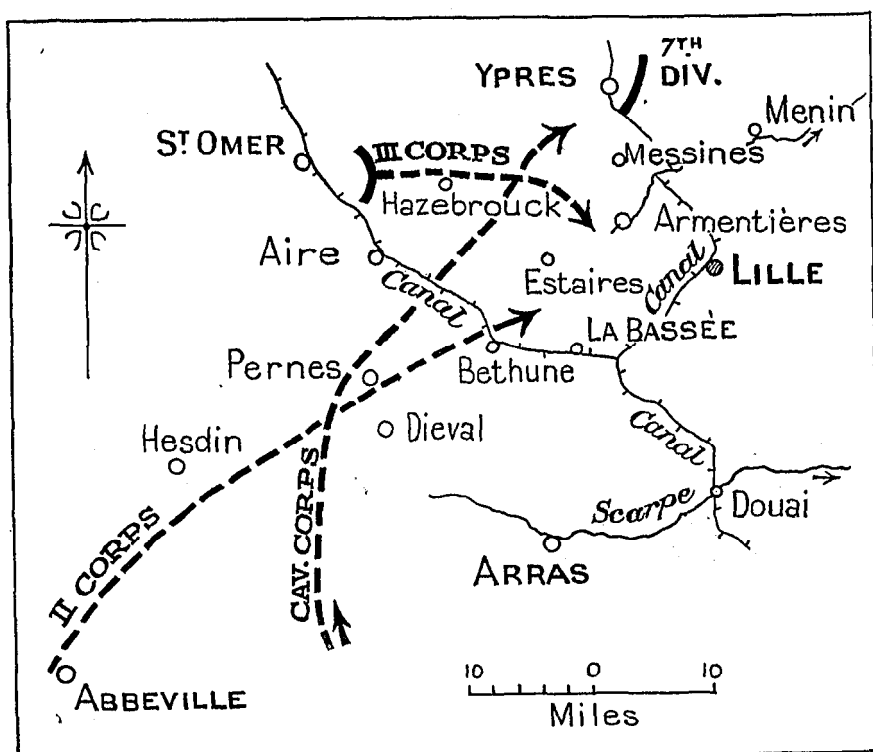 7TH
YPRES DIV.
Menin
ST OMER
III CORPS
Messines
Hazebrouck
Armentières
Aire
Canal
Estaires
Canal
LILLE
LA BASSÉE
Pernes
Bethune
Hesdin
Dieval
Canal
II CORPS
CAV. CORPS
Scarpe
Douai
ARRAS
ABBEVILLE
10 0 10
Miles